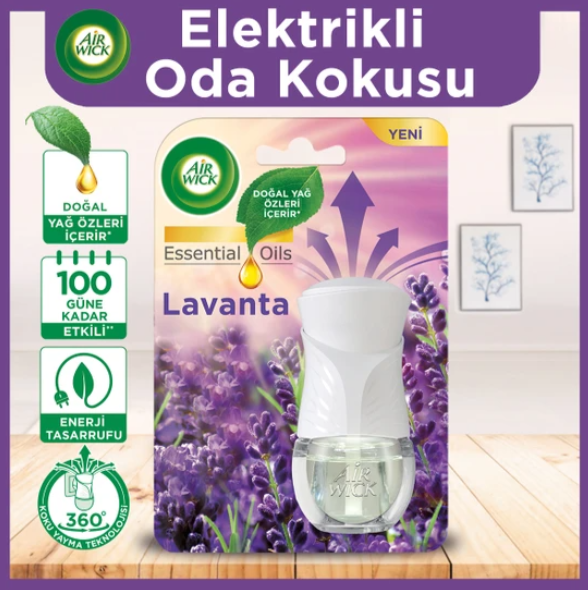 AIR
WICK
Elektrikli
Oda Kokusu
YENİ
AIR
WICK
DOĞAL YAĞ
ÖZLERİ
İÇERİR*
Essential Oils
Lavanta
DOĞAL
YAĞ ÖZLERİ
İÇERİR*
100
GÜNE
KADAR
ETKİLİ**
ENERJİ
TASARRUFU
360°
KOKU YAYMA TEKNOLOJİSİ
AIR
WICK